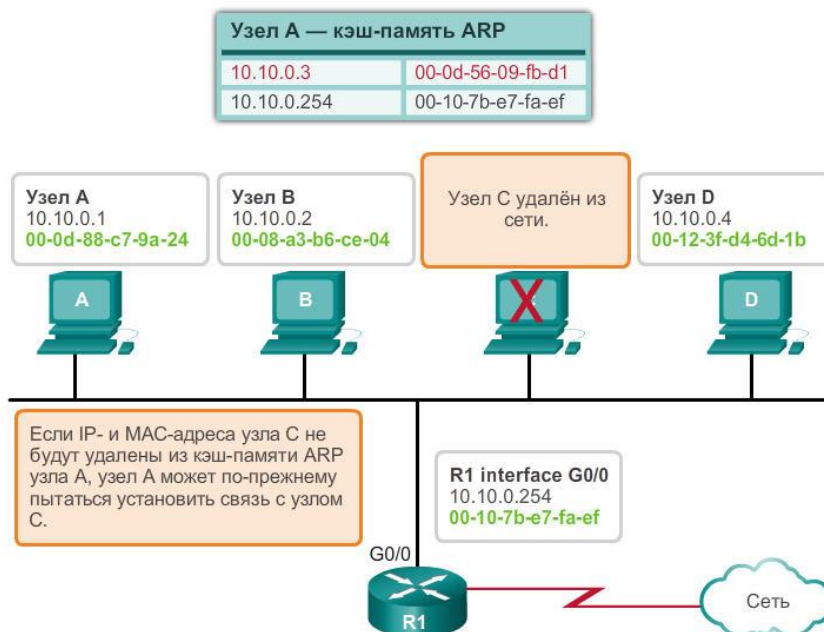 Узел A — кэш-память ARP
10.10.0.3 00-0d-56-09-fb-d1
10.10.0.254 00-10-7b-e7-fa-ef
Узел A
10.10.0.1
00-0d-88-c7-9a-24
Узел B
10.10.0.2
00-08-a3-b6-ce-04
Узел C удалён из
сети.
Узел D
10.10.0.4
00-12-3f-d4-6d-1b
A
B
D
Если IP- и MAC-адреса узла C не
будут удалены из кэш-памяти ARP
узла A, узел A может по-прежнему
пытаться установить связь с узлом
C.
R1 interface G0/0
10.10.0.254
00-10-7b-e7-fa-ef
G0/0
R1
Сеть